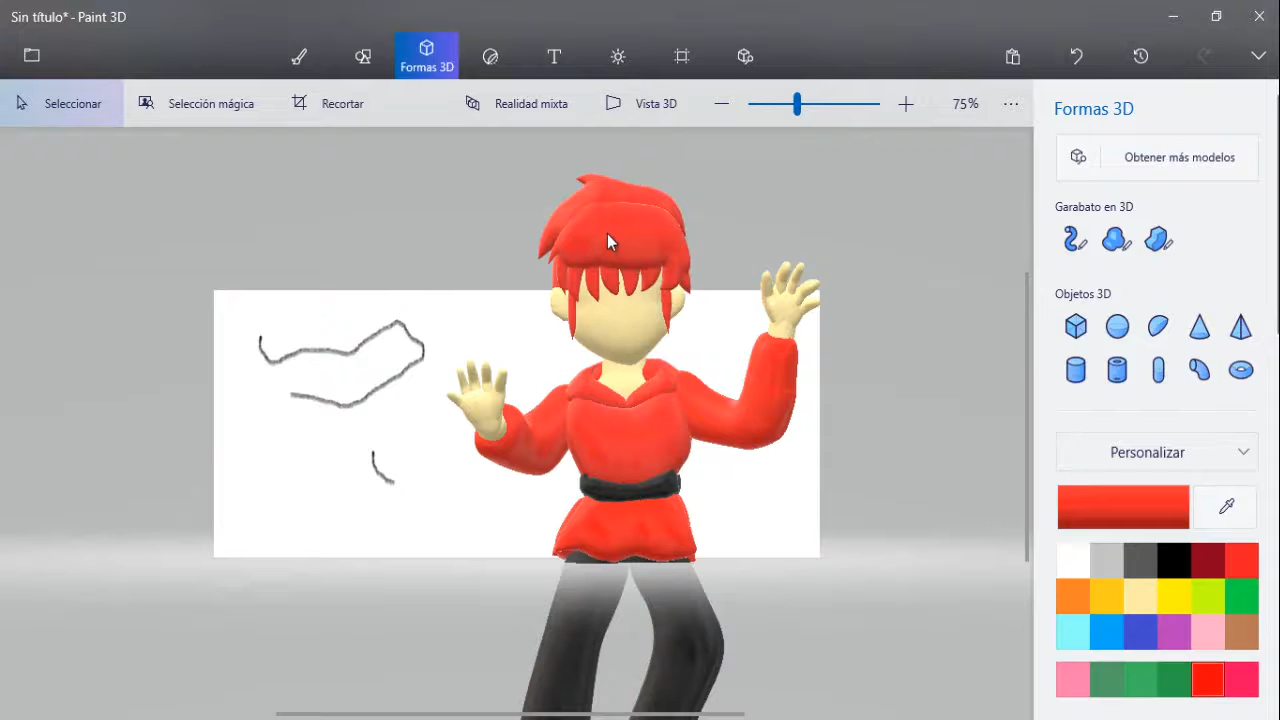 Sin título* - Paint 3D
Formas 3D
Seleccionar
Selección mágica
Recortar
Realidad mixta
Vista 3D
75%
Formas 3D
Obtener más modelos
Garabato en 3D
Objetos 3D
Personalizar